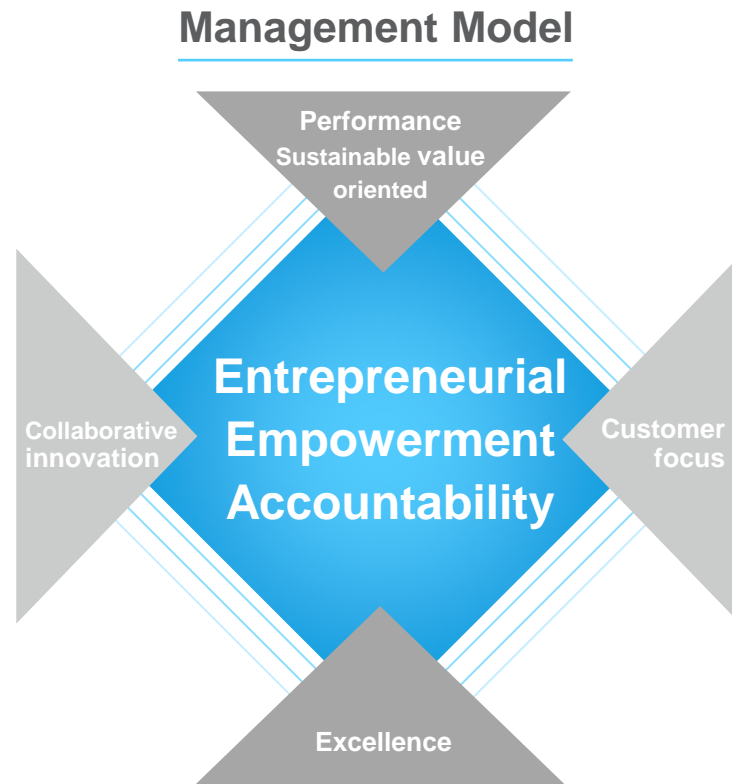 Management Model
Performance
Sustainable value
oriented
Entrepreneurial
Empowerment
Accountability
Collaborative
innovation
Customer
focus
Excellence